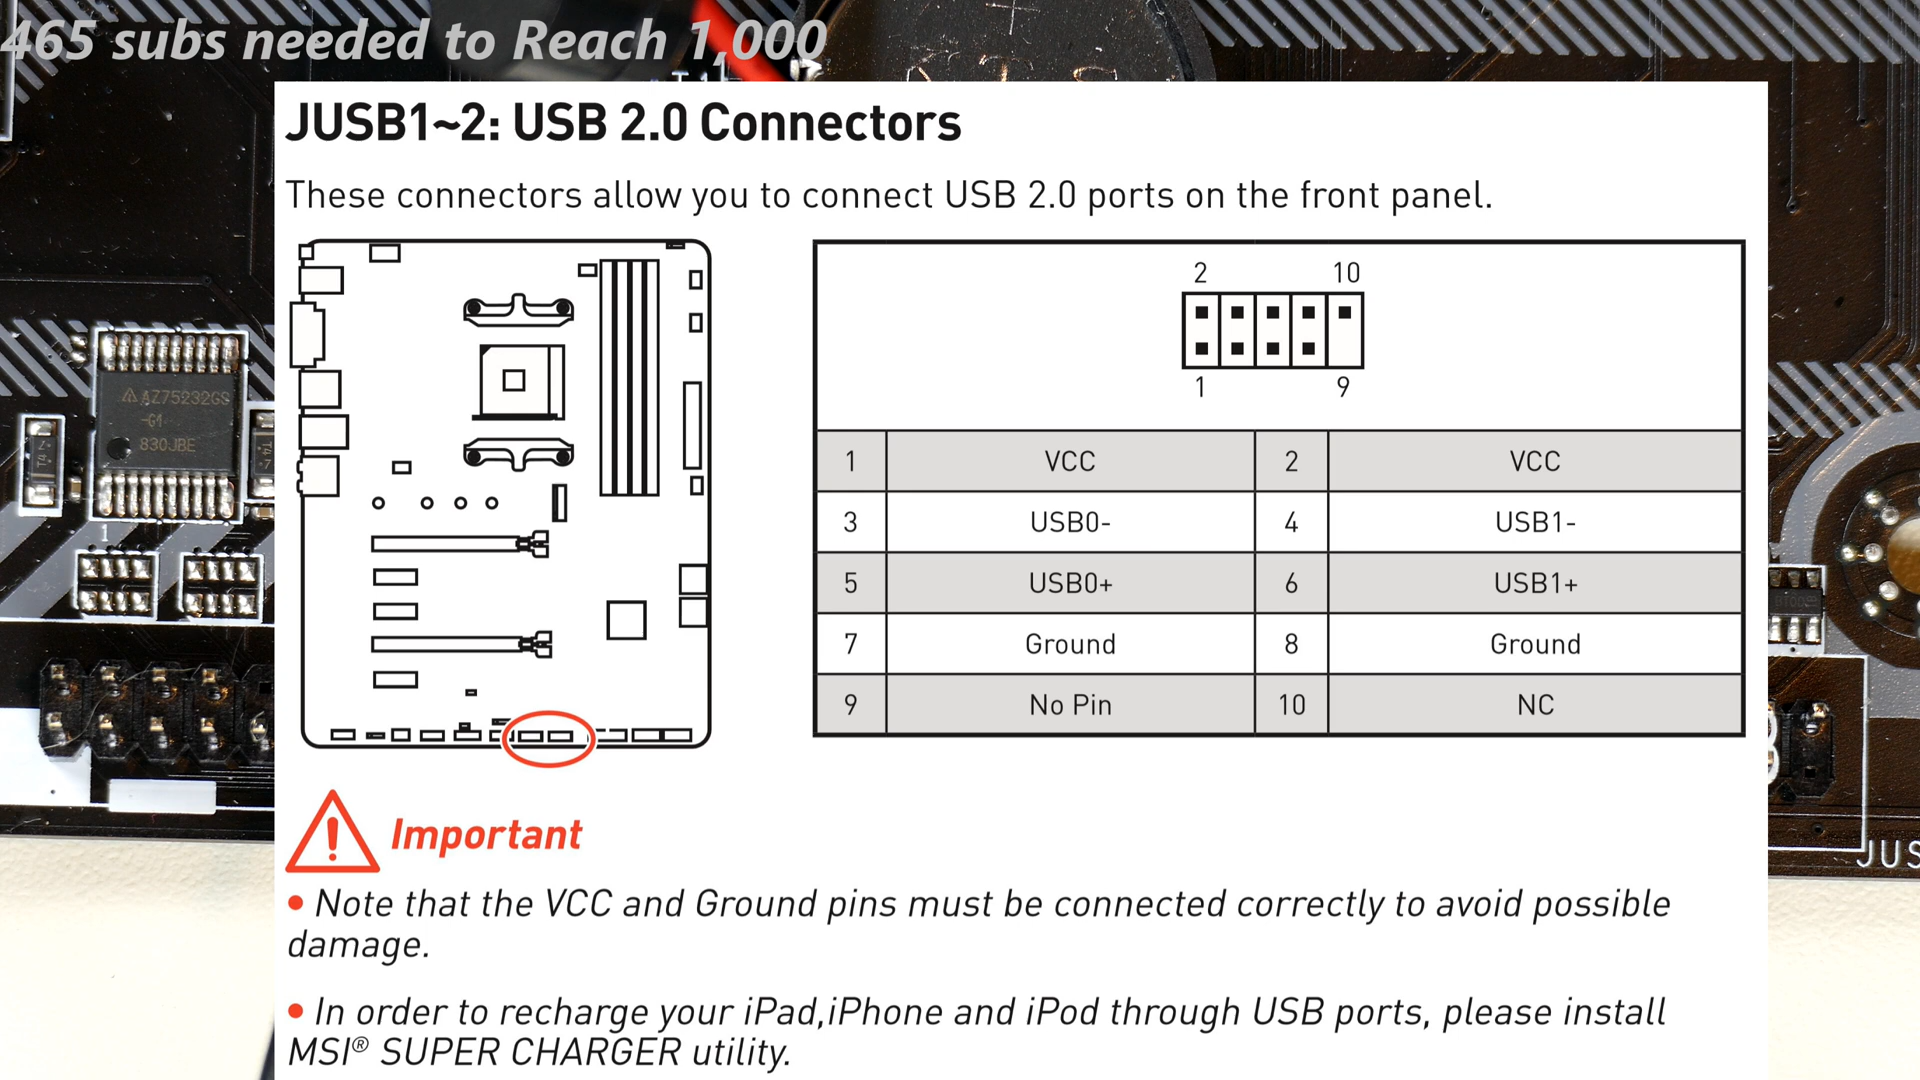 465 subs needed to Reach 1,000
JUSB1~2: USB 2.0 Connectors
These connectors allow you to connect USB 2.0 ports on the front panel.
2 10
1 9
1 VCC 2 VCC
3 USB0- 4 USB1-
5 USB0+ 6 USB1+
7 Ground 8 Ground
9 No Pin 10 NC
Important
• Note that the VCC and Ground pins must be connected correctly to avoid possible
damage.
• In order to recharge your iPad,iPhone and iPod through USB ports, please install
MSI® SUPER CHARGER utility.
AZ75232GS
-G1
830JBE
1
JUS